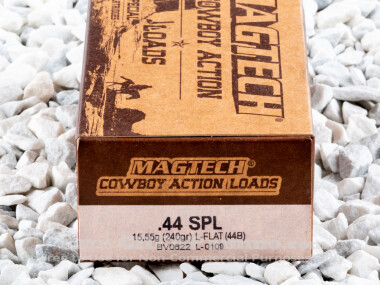 MAGTECH
COWBOY ACTION
LOADS
MAGTECH®
COWBOY ACTION LOADS
.44 SPL
15,55g (240gr) L-FLAT (44B)